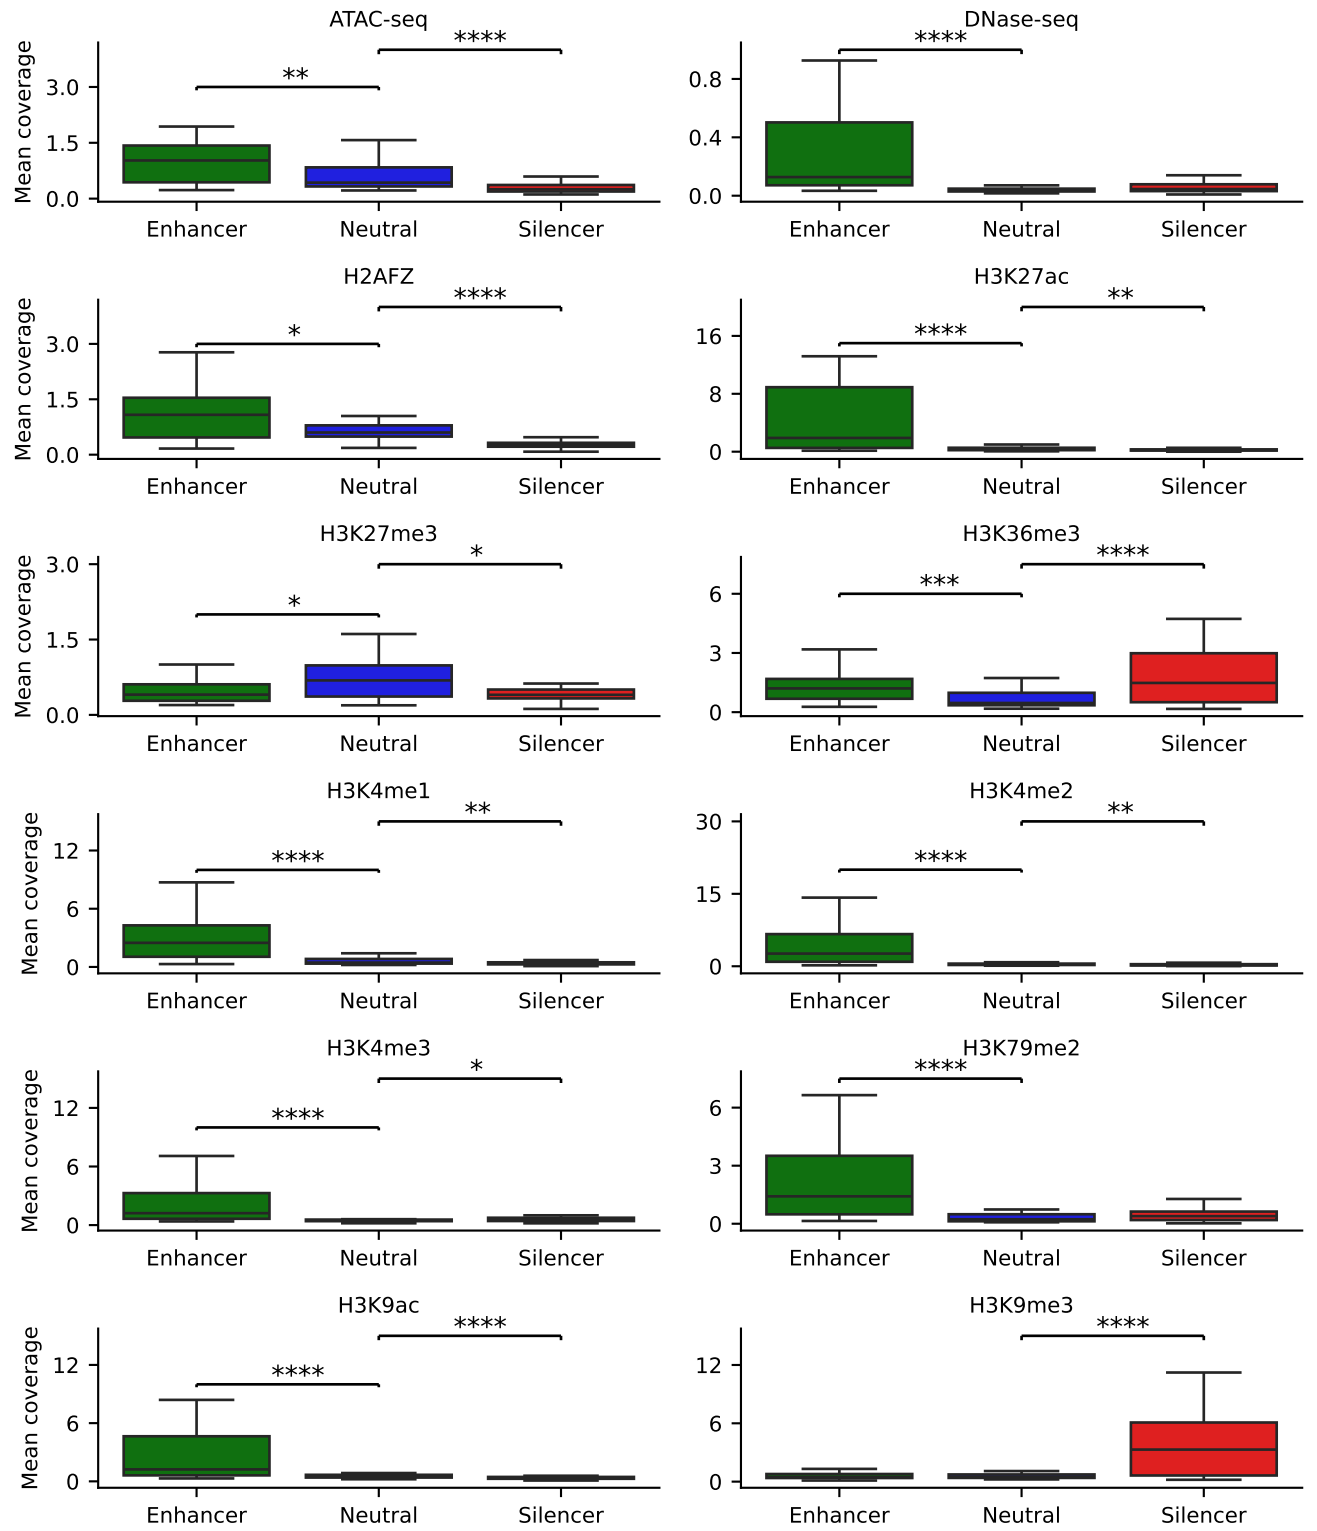 ATAC-seq
Mean coverage
3.0
1.5
0.0
**
****
Enhancer Neutral Silencer
DNase-seq
0.8
0.4
0.0
****
Enhancer Neutral Silencer
H2AFZ
Mean coverage
3.0
1.5
0.0
*
****
Enhancer Neutral Silencer
H3K27ac
16
8
0
****
**
Enhancer Neutral Silencer
H3K27me3
Mean coverage
3.0
1.5
0.0
*
*
Enhancer Neutral Silencer
H3K36me3
6
3
0
***
****
Enhancer Neutral Silencer
H3K4me1
Mean coverage
12
6
0
****
**
Enhancer Neutral Silencer
H3K4me2
30
15
0
****
**
Enhancer Neutral Silencer
H3K4me3
Mean coverage
12
6
0
****
*
Enhancer Neutral Silencer
H3K79me2
6
3
0
****
Enhancer Neutral Silencer
H3K9ac
Mean coverage
12
6
0
****
****
Enhancer Neutral Silencer
H3K9me3
12
6
0
****
Enhancer Neutral Silencer